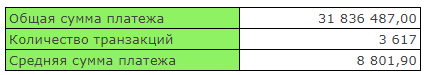 Общая сумма платежа 31 836 487,00
Количество транзакций 3 617
Средняя сумма платежа 8 801,90